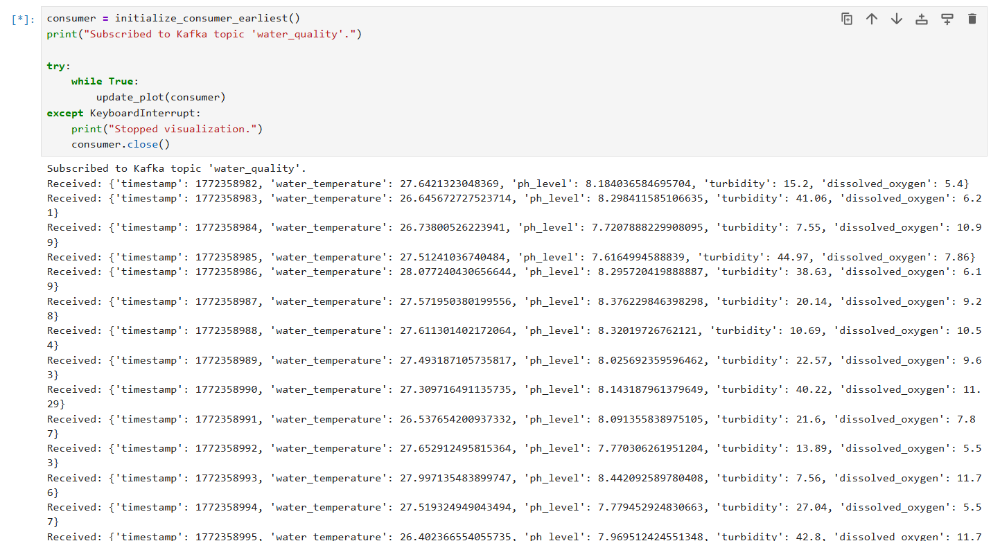 [*]:
consumer = initialize_consumer_earliest()
print("Subscribed to Kafka topic 'water_quality'.")
try:
    while True:
        update_plot(consumer)
except KeyboardInterrupt:
    print("Stopped visualization.")
    consumer.close()
Subscribed to Kafka topic 'water_quality'.
Received: {'timestamp': 1772358982, 'water_temperature': 27.6421323048369, 'ph_level': 8.184036584695704, 'turbidity': 15.2, 'dissolved_oxygen': 5.4}
Received: {'timestamp': 1772358983, 'water_temperature': 26.645672727523714, 'ph_level': 8.298411585106635, 'turbidity': 41.06, 'dissolved_oxygen': 6.2
1}
Received: {'timestamp': 1772358984, 'water_temperature': 26.73800526223941, 'ph_level': 7.7207888229908095, 'turbidity': 7.55, 'dissolved_oxygen': 10.9
9}
Received: {'timestamp': 1772358985, 'water_temperature': 27.51241036740484, 'ph_level': 7.6164994588839, 'turbidity': 44.97, 'dissolved_oxygen': 7.86}
Received: {'timestamp': 1772358986, 'water_temperature': 28.077240430656644, 'ph_level': 8.295720419888887, 'turbidity': 38.63, 'dissolved_oxygen': 6.1
9}
Received: {'timestamp': 1772358987, 'water_temperature': 27.571950380199556, 'ph_level': 8.376229846398298, 'turbidity': 20.14, 'dissolved_oxygen': 9.2
8}
Received: {'timestamp': 1772358988, 'water_temperature': 27.611301402172064, 'ph_level': 8.32019726762121, 'turbidity': 10.69, 'dissolved_oxygen': 10.5
4}
Received: {'timestamp': 1772358989, 'water_temperature': 27.493187105735817, 'ph_level': 8.025692359596462, 'turbidity': 22.57, 'dissolved_oxygen': 9.6
3}
Received: {'timestamp': 1772358990, 'water_temperature': 27.309716491135735, 'ph_level': 8.143187961379649, 'turbidity': 40.22, 'dissolved_oxygen': 11.
29}
Received: {'timestamp': 1772358991, 'water_temperature': 26.537654200937332, 'ph_level': 8.091355838975105, 'turbidity': 21.6, 'dissolved_oxygen': 7.8
7}
Received: {'timestamp': 1772358992, 'water_temperature': 27.652912495815364, 'ph_level': 7.770306261951204, 'turbidity': 13.89, 'dissolved_oxygen': 5.5
3}
Received: {'timestamp': 1772358993, 'water_temperature': 27.997135483899747, 'ph_level': 8.442092589780408, 'turbidity': 7.56, 'dissolved_oxygen': 11.7
6}
Received: {'timestamp': 1772358994, 'water_temperature': 27.519324949043494, 'ph_level': 7.779452924830663, 'turbidity': 27.04, 'dissolved_oxygen': 5.5
7}
Received: {'timestamp': 1772358995, 'water_temperature': 26.402366554055735, 'ph_level': 7.969512424551348, 'turbidity': 42.8, 'dissolved_oxygen': 11.7